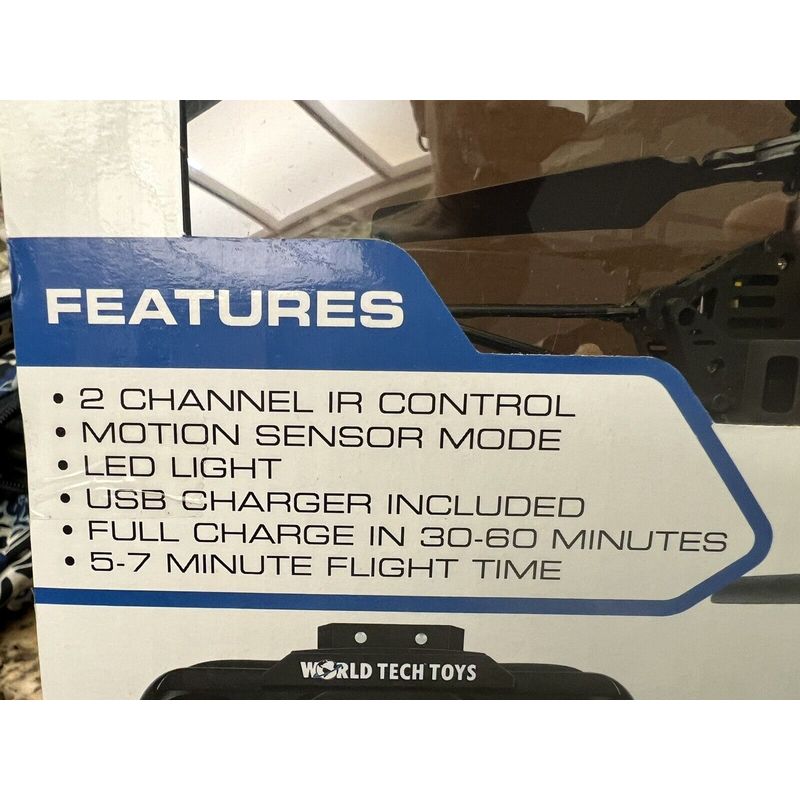 FEATURES
• 2 CHANNEL IR CONTROL
• MOTION SENSOR MODE
• LED LIGHT
• USB CHARGER INCLUDED
• FULL CHARGE IN 30-60 MINUTES
• 5-7 MINUTE FLIGHT TIME
WORLD TECH TOYS